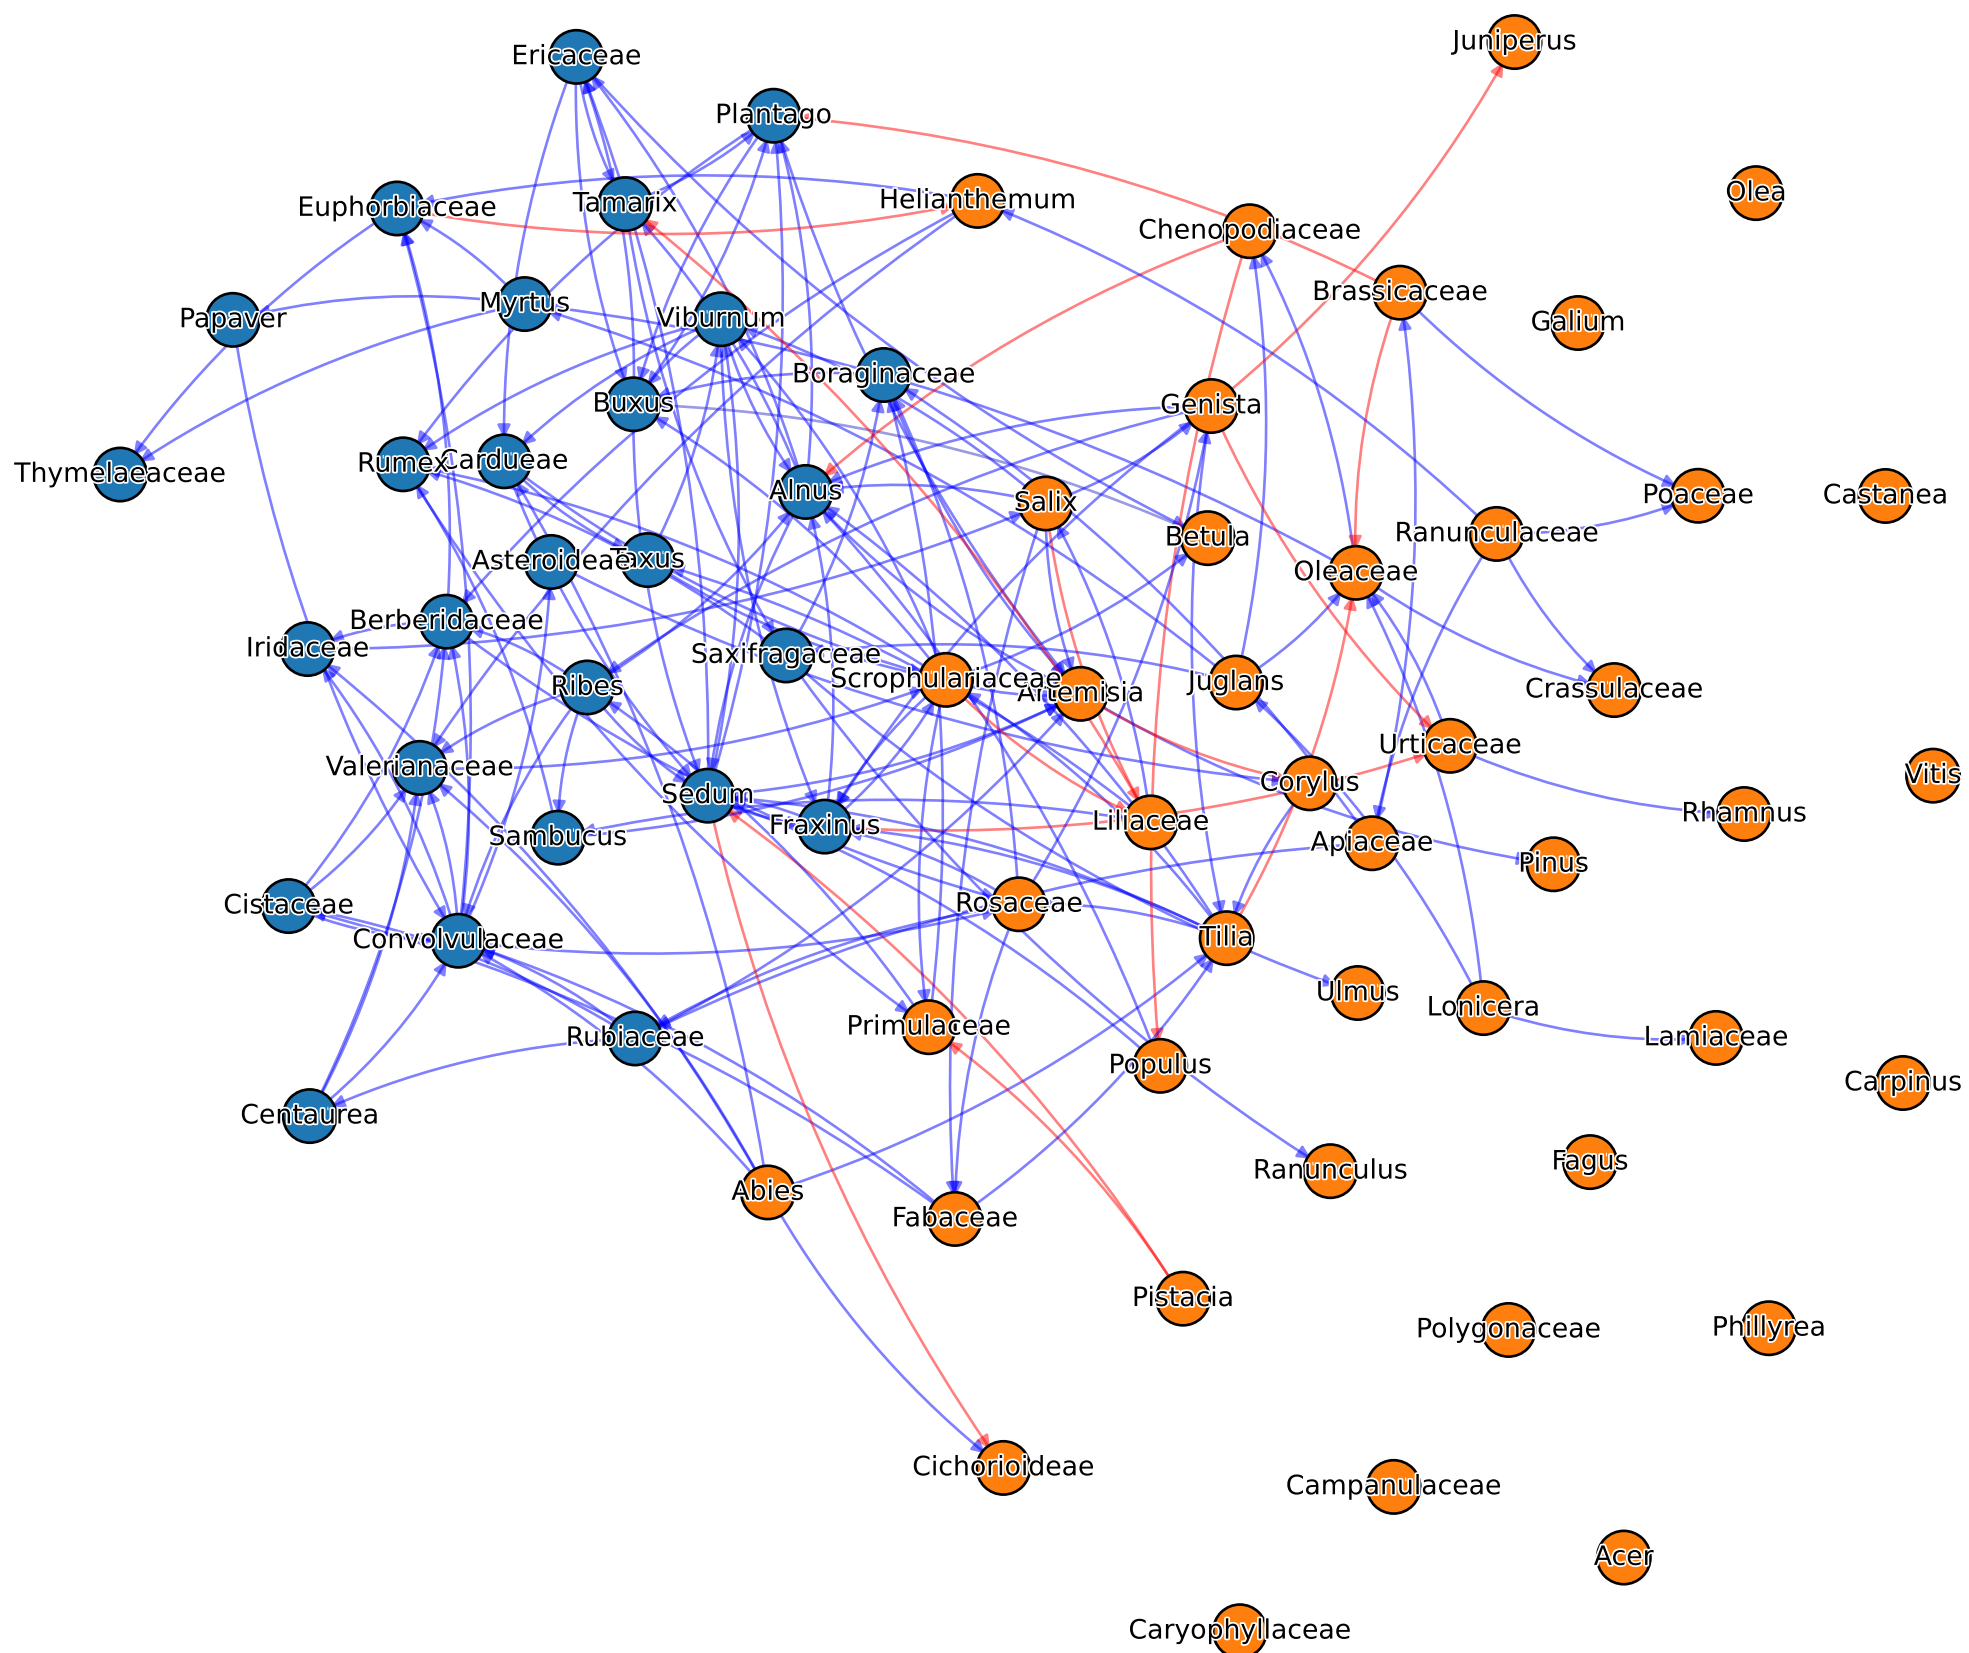 Juniperus
Ericaceae
Plantago
Olea
Helianthemum
Tamarix
Euphorbiaceae
Chenopodiaceae
Brassicaceae
Myrtus
Papaver
Viburnum
Galium
Boraginaceae
Buxus
Genista
Rumex
Cardueae
Thymelaeaceae
Alnus
Salix
Poaceae
Castanea
Ranunculaceae
Betula
Asteroideae
Taxus
Oleaceae
Berberidaceae
Iridaceae
Saxifragaceae
Scrophulariaceae
Ribes
Artemisia
Juglans
Crassulaceae
Urticaceae
Valerianaceae
Vitis
Corylus
Sedum
Rhamnus
Liliaceae
Fraxinus
Sambucus
Apiaceae
Pinus
Cistaceae
Rosaceae
Tilia
Convolvulaceae
Ulmus
Lonicera
Primulaceae
Rubiaceae
Lamiaceae
Populus
Carpinus
Centaurea
Fagus
Ranunculus
Abies
Fabaceae
Pistacia
Polygonaceae
Phillyrea
Cichorioideae
Campanulaceae
Acer
Caryophyllaceae